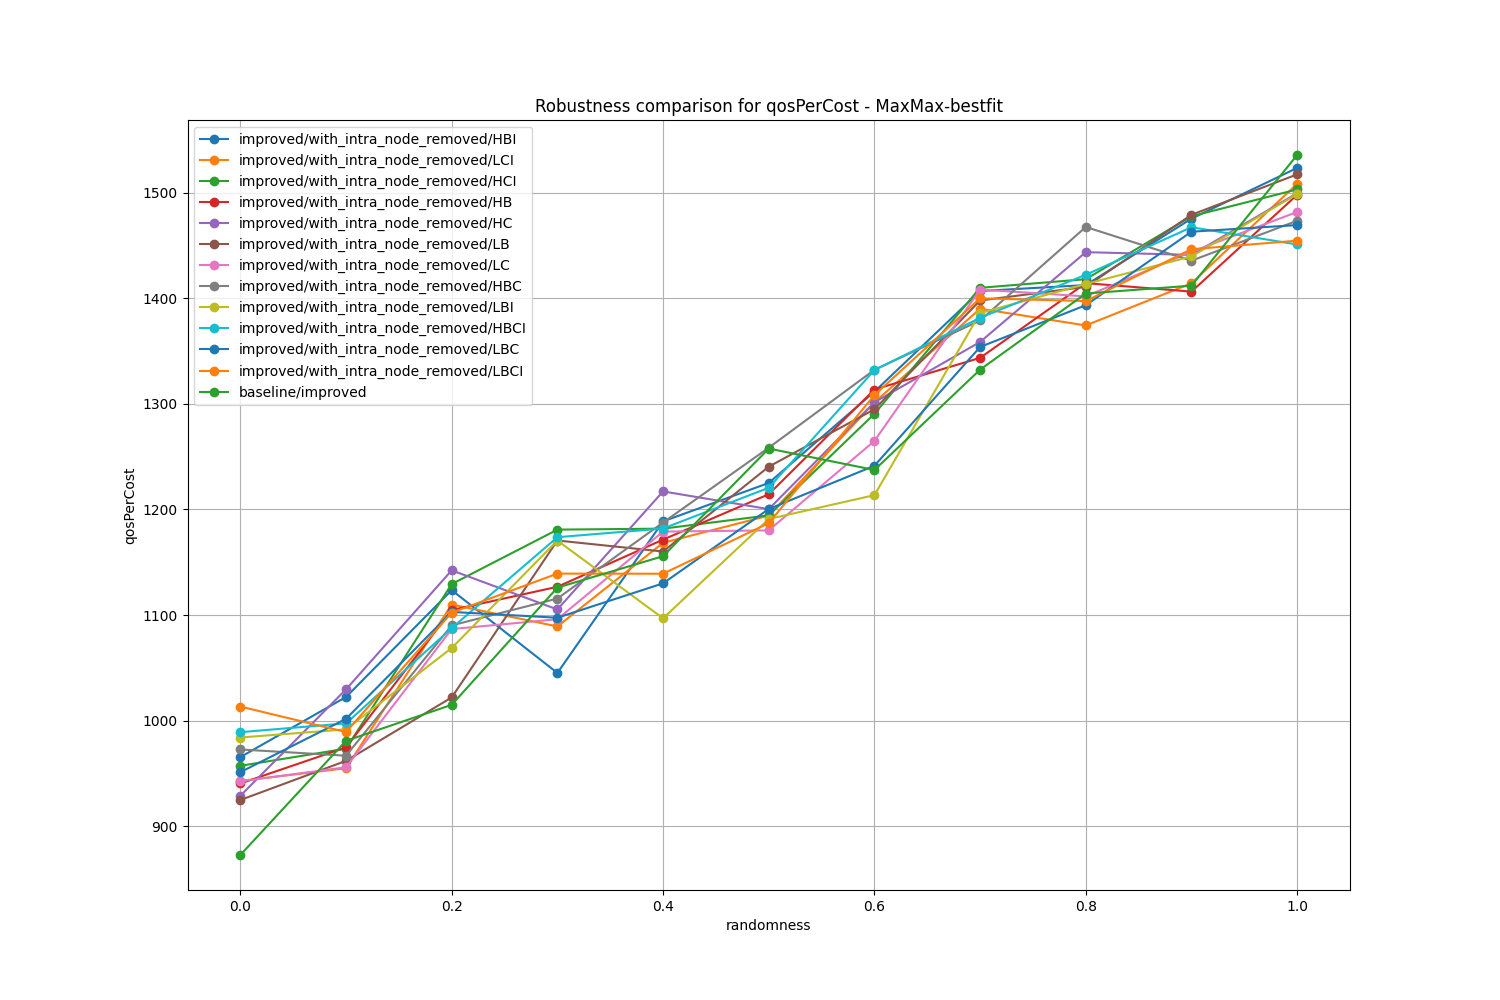 Robustness comparison for qosPerCost - MaxMax-bestfit
improved/with_intra_node_removed/HBI
improved/with_intra_node_removed/LCI
improved/with_intra_node_removed/HCI
improved/with_intra_node_removed/HB
improved/with_intra_node_removed/HC
improved/with_intra_node_removed/LB
improved/with_intra_node_removed/LC
improved/with_intra_node_removed/HBC
improved/with_intra_node_removed/LBI
improved/with_intra_node_removed/HBCI
improved/with_intra_node_removed/LBC
improved/with_intra_node_removed/LBCI
baseline/improved
1500
1400
1300
1200
1100
1000
900
qosPerCost
0.0 0.2 0.4 0.6 0.8 1.0
randomness